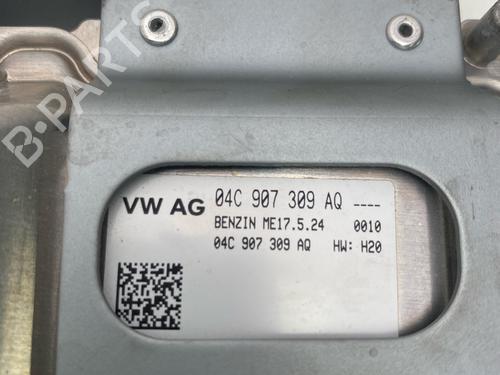 B-PARTS
VW AG 04C 907 309 AQ ----
BENZIN ME17.5.24 0010
04C 907 309 AQ HW: H20